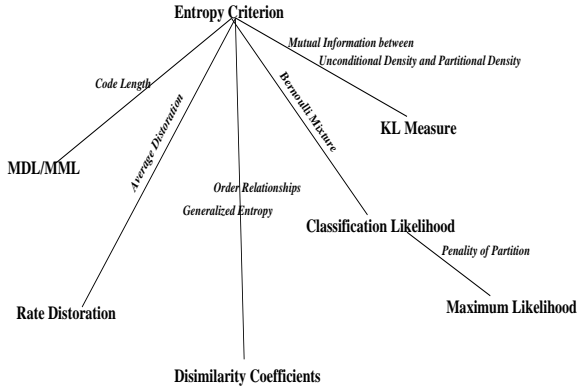 Entropy Criterion
Mutual Information between
Unconditional Density and Partitional Density
Code Length
Bernoulli Mixture
Average Distoration
KL Measure
MDL/MML
Order Relationships
Generalized Entropy
Classification Likelihood
Penality of Partition
Rate Distoration
Maximum Likelihood
Disimilarity Coefficients